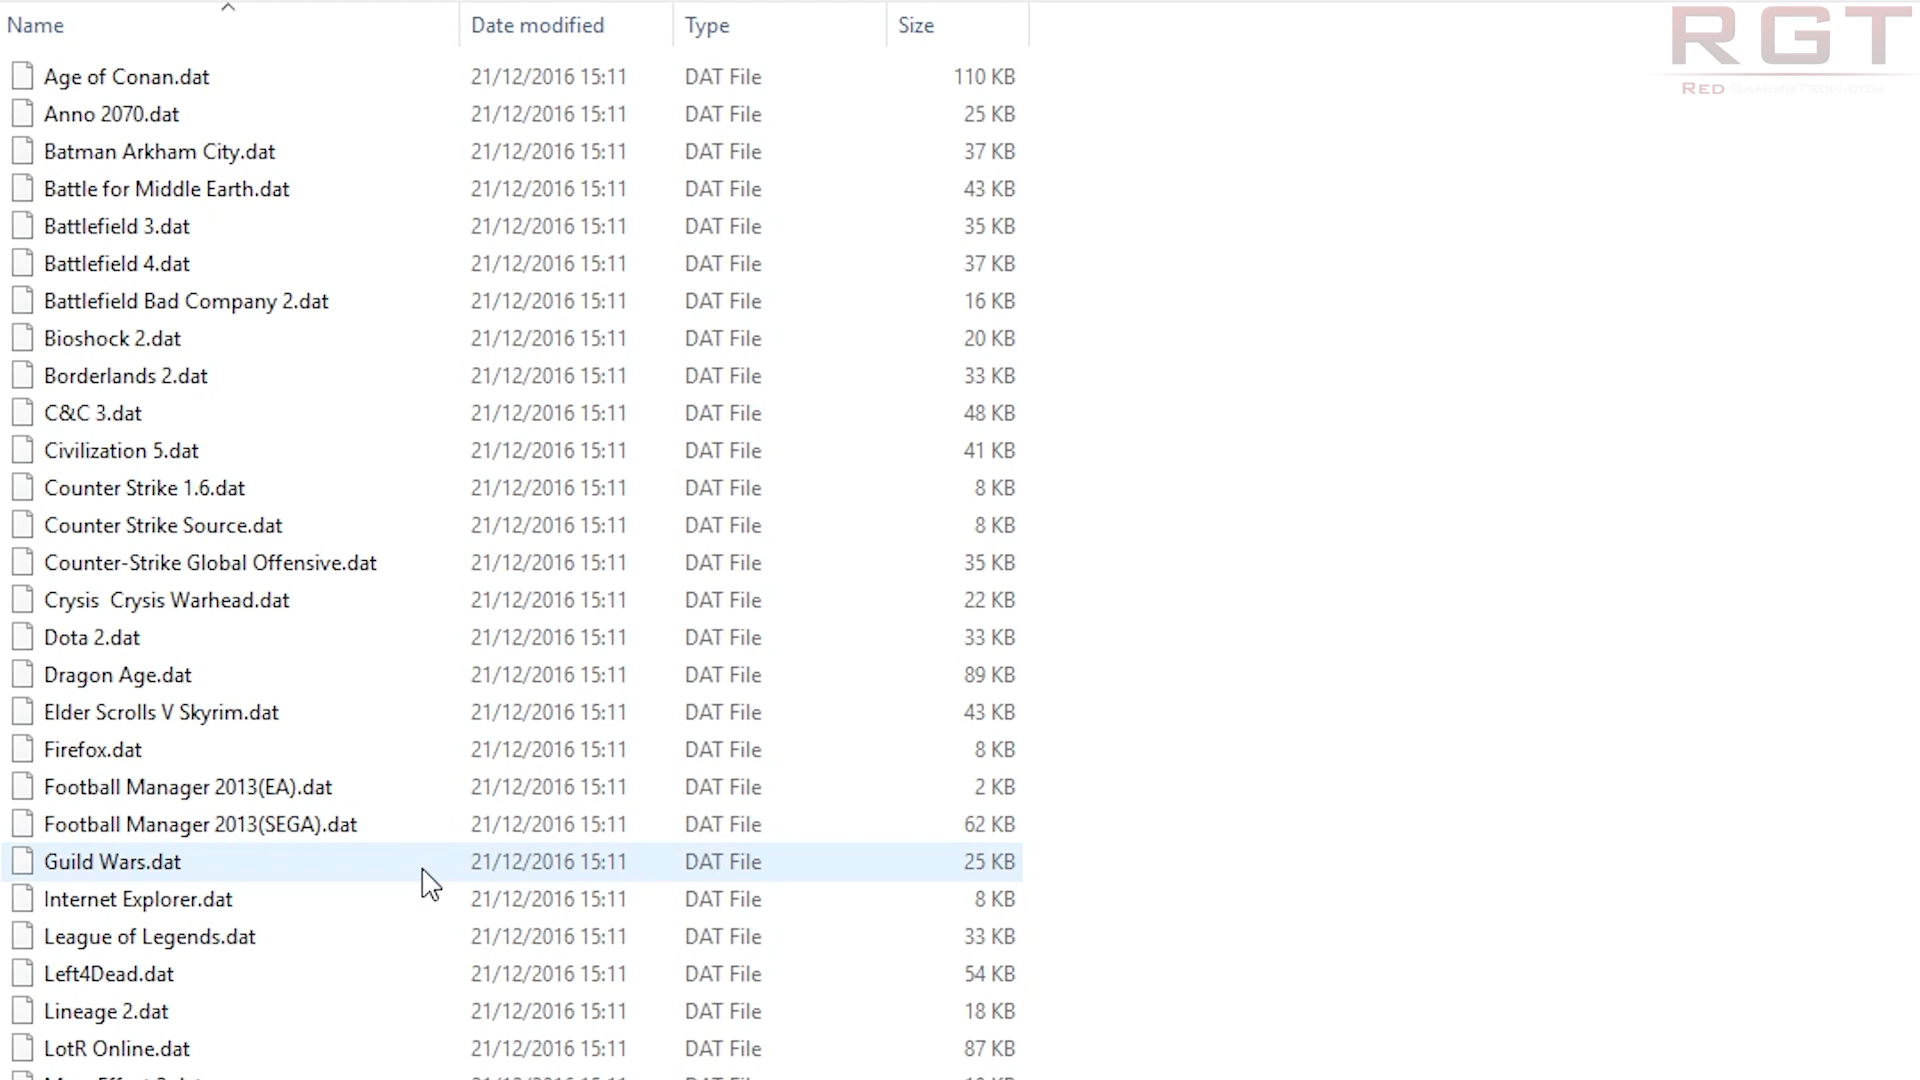 Name Date modified Type Size
RGT
RED GAMINGTECH.COM
Age of Conan.dat 21/12/2016 15:11 DAT File 110 KB
Anno 2070.dat 21/12/2016 15:11 DAT File 25 KB
Batman Arkham City.dat 21/12/2016 15:11 DAT File 37 KB
Battle for Middle Earth.dat 21/12/2016 15:11 DAT File 43 KB
Battlefield 3.dat 21/12/2016 15:11 DAT File 35 KB
Battlefield 4.dat 21/12/2016 15:11 DAT File 37 KB
Battlefield Bad Company 2.dat 21/12/2016 15:11 DAT File 16 KB
Bioshock 2.dat 21/12/2016 15:11 DAT File 20 KB
Borderlands 2.dat 21/12/2016 15:11 DAT File 33 KB
C&C 3.dat 21/12/2016 15:11 DAT File 48 KB
Civilization 5.dat 21/12/2016 15:11 DAT File 41 KB
Counter Strike 1.6.dat 21/12/2016 15:11 DAT File 8 KB
Counter Strike Source.dat 21/12/2016 15:11 DAT File 8 KB
Counter-Strike Global Offensive.dat 21/12/2016 15:11 DAT File 35 KB
Crysis  Crysis Warhead.dat 21/12/2016 15:11 DAT File 22 KB
Dota 2.dat 21/12/2016 15:11 DAT File 33 KB
Dragon Age.dat 21/12/2016 15:11 DAT File 89 KB
Elder Scrolls V Skyrim.dat 21/12/2016 15:11 DAT File 43 KB
Firefox.dat 21/12/2016 15:11 DAT File 8 KB
Football Manager 2013(EA).dat 21/12/2016 15:11 DAT File 2 KB
Football Manager 2013(SEGA).dat 21/12/2016 15:11 DAT File 62 KB
Guild Wars.dat 21/12/2016 15:11 DAT File 25 KB
Internet Explorer.dat 21/12/2016 15:11 DAT File 8 KB
League of Legends.dat 21/12/2016 15:11 DAT File 33 KB
Left4Dead.dat 21/12/2016 15:11 DAT File 54 KB
Lineage 2.dat 21/12/2016 15:11 DAT File 18 KB
LotR Online.dat 21/12/2016 15:11 DAT File 87 KB